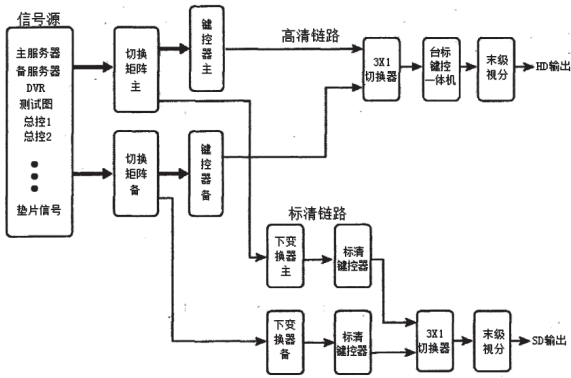 信号源
主服务器
备服务器
DVR
测试图
总控1
总控2
垫片信号
切换
矩阵
主
键
控
器
主
高清链路
3X1
切换器
台标
键控
一体机
末级
视分
HD输出
切换
矩阵
备
键
控
器
备
标清链路
下变
换器
主
标清
键控器
下变
换器
备
标清
键控器
3X1
切换器
末级
视分
SD输出